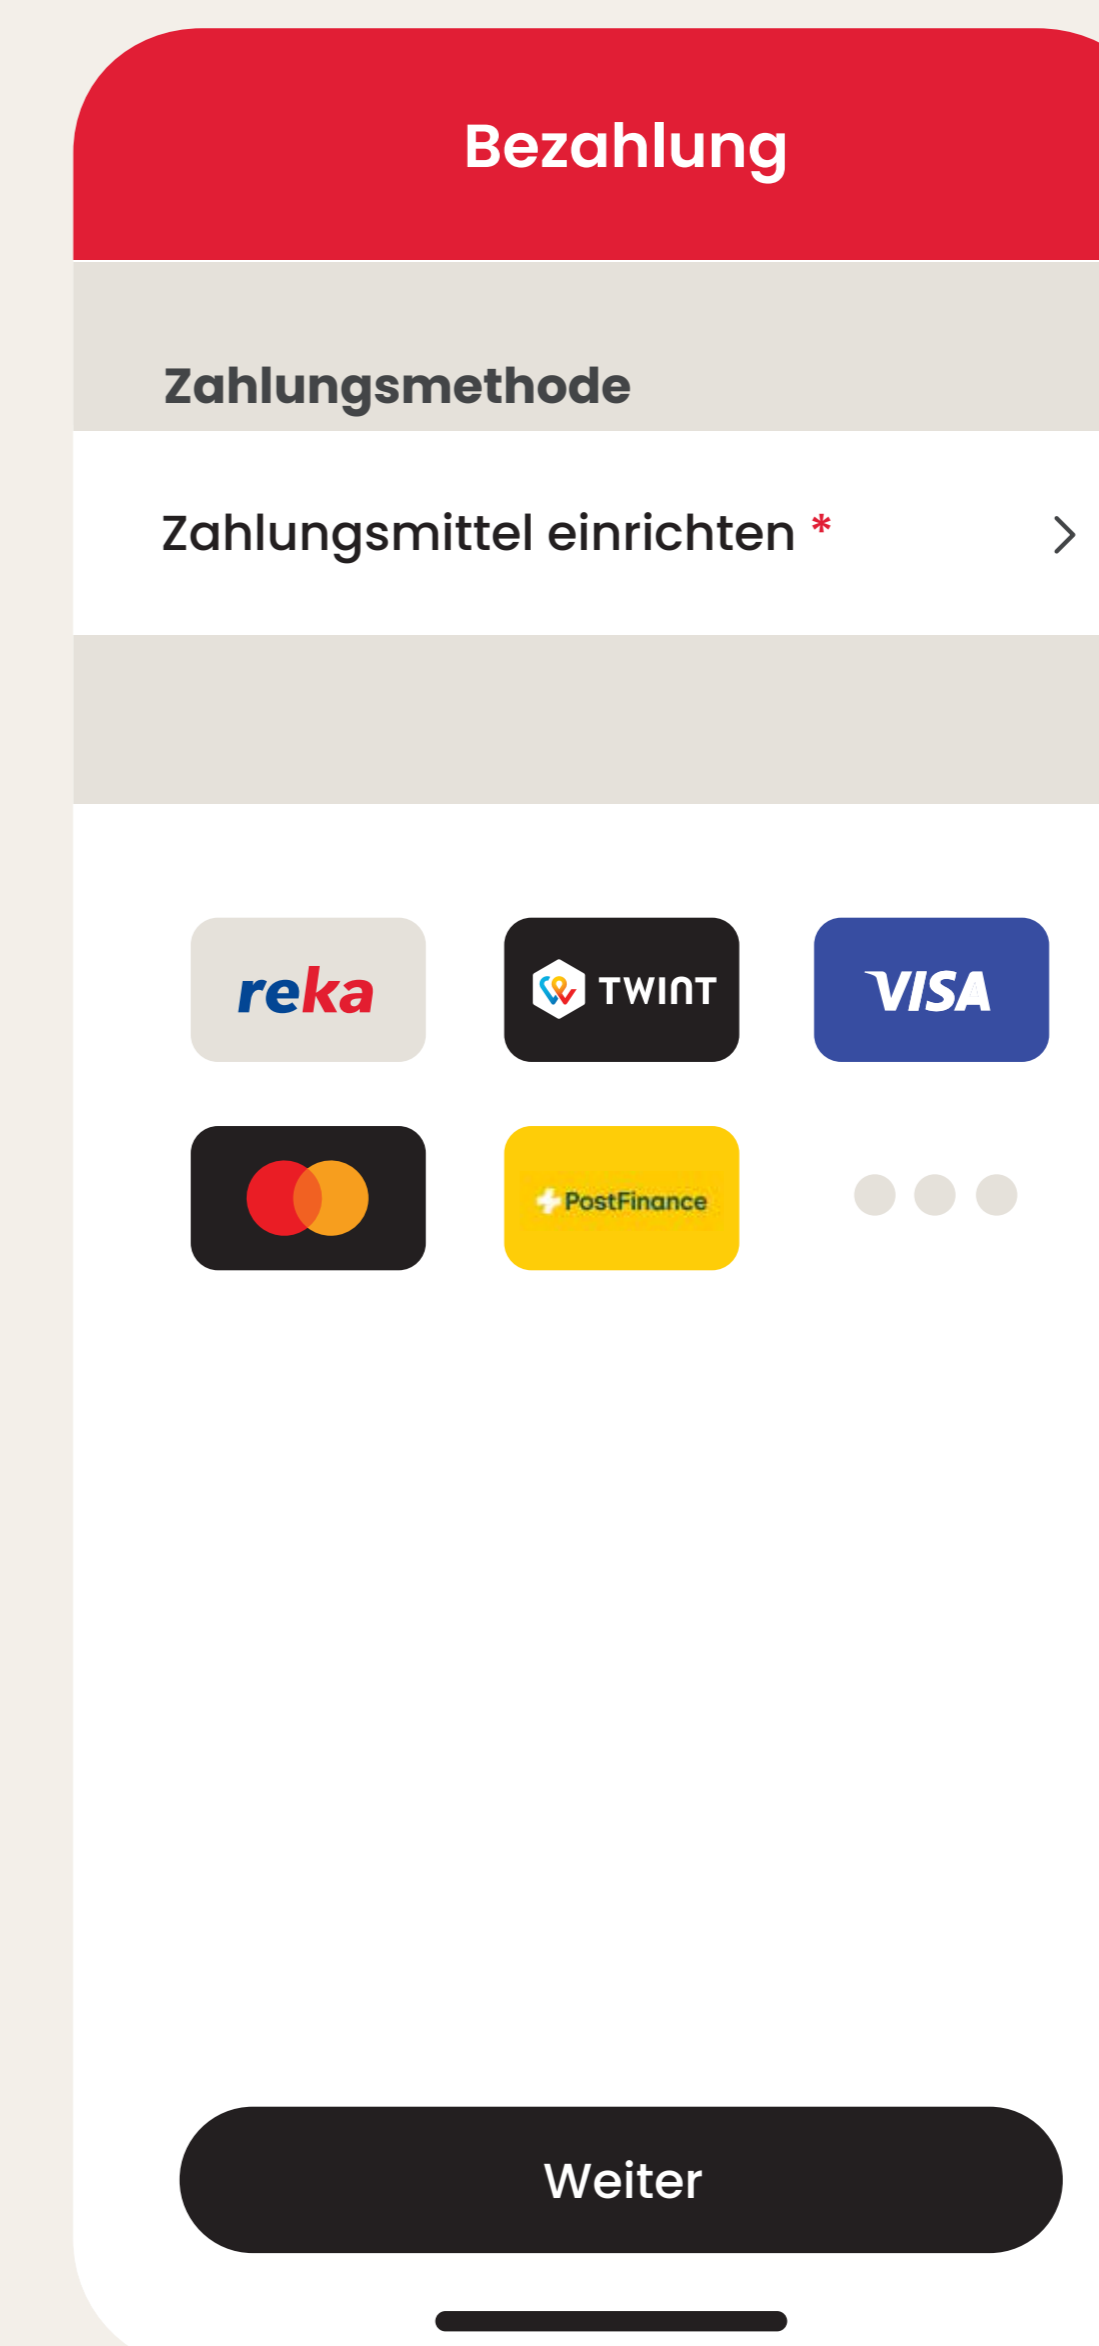 Bezahlung
Zahlungsmethode
Zahlungsmittel einrichten *
reka
TWINT
VISA
PostFinance
Weiter